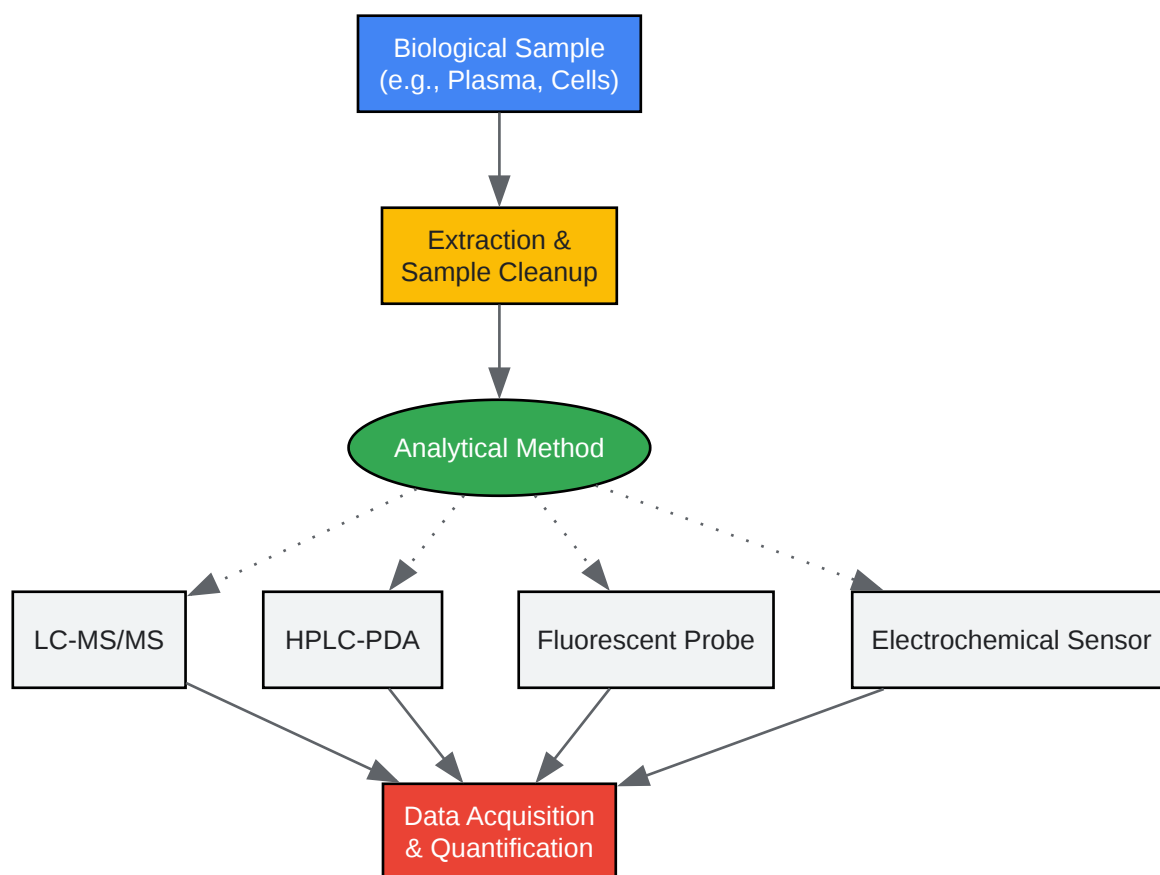 Biological Sample
(e.g., Plasma, Cells)
Extraction &
Sample Cleanup
Analytical Method
LC-MS/MS
HPLC-PDA
Fluorescent Probe
Electrochemical Sensor
Data Acquisition
& Quantification